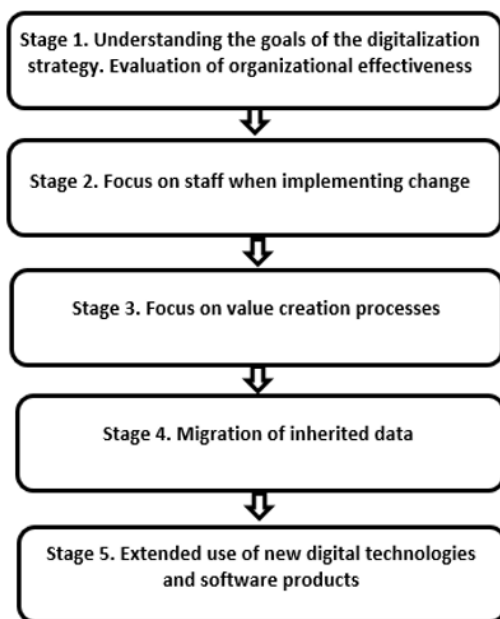 Stage 1. Understanding the goals of the digitalization
strategy. Evaluation of organizational effectiveness
Stage 2. Focus on staff when implementing change
Stage 3. Focus on value creation processes
Stage 4. Migration of inherited data
Stage 5. Extended use of new digital technologies
and software products